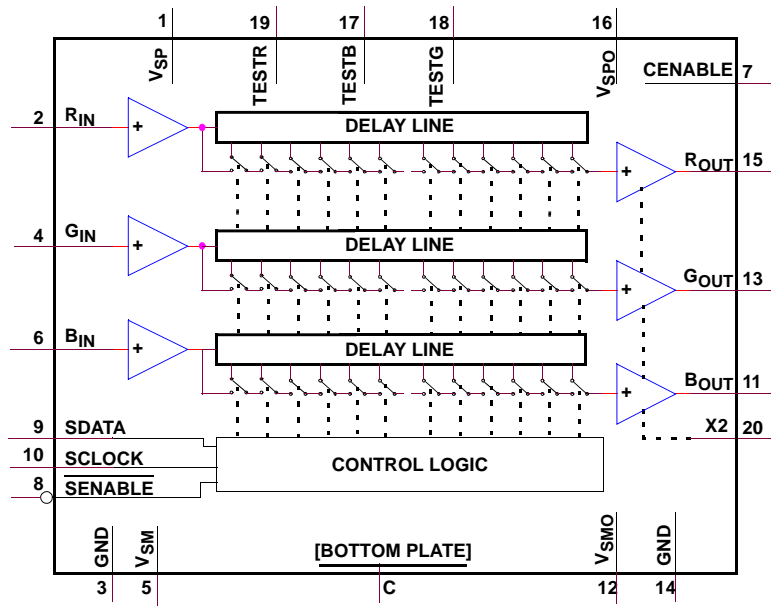 1 19 17 18 16
VSP TESTR TESTB TESTG VSPO
CENABLE 7
2 RIN + DELAY LINE
+ ROUT 15
4 GIN + DELAY LINE
+ GOUT 13
6 BIN + DELAY LINE
+ BOUT 11
9 SDATA X2 20
10 SCLOCK CONTROL LOGIC
8 SENABLE
GND VSM [BOTTOM PLATE] VSMO GND
3 5 C 12 14